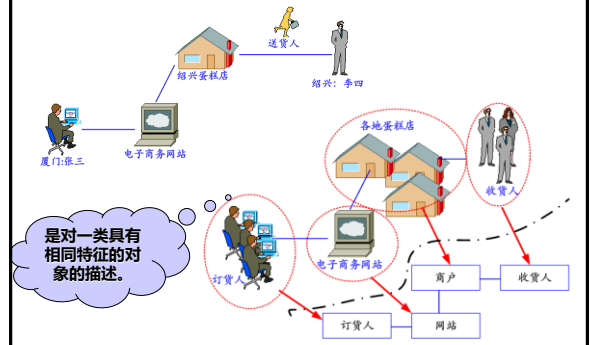 送货人
绍兴蛋糕店
绍兴：李四
厦门:张三
电子商务网站
各地蛋糕店
收货人
是对一类具有
相同特征的对
象的描述。
订货人
电子商务网站
商户
收货人
订货人
网站